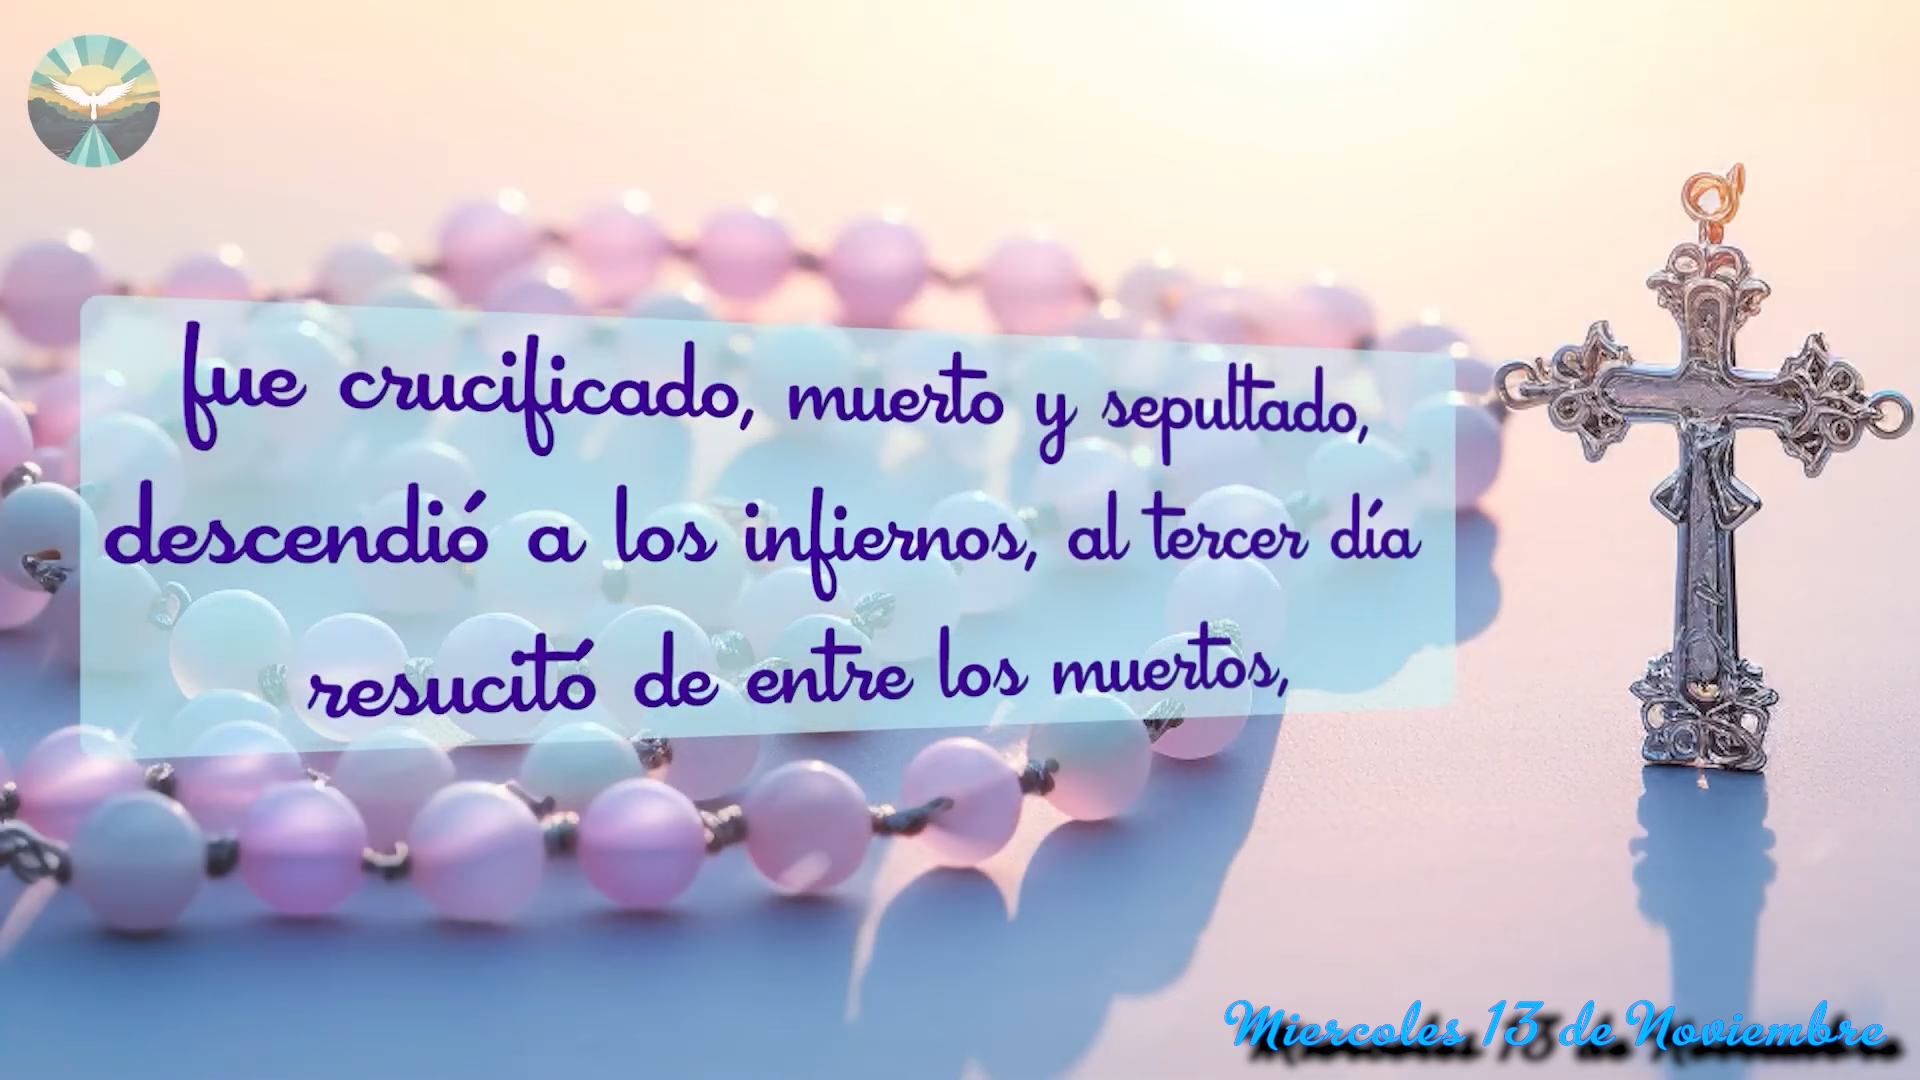 fue crucificado, muerto y sepultado,
descendió a los infiernos, al tercer día
resucitó de entre los muertos,
Miercoles 13 de Noviembre